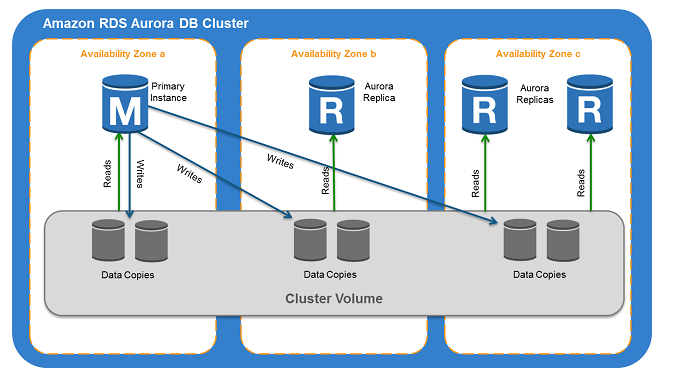 Amazon RDS Aurora DB Cluster
Availability Zone a
Availability Zone b
Availability Zone c
M
Primary
Instance
R
Aurora
Replica
R
Aurora
Replicas
R
Reads
Writes
Writes
Writes
Reads
Reads
Reads
Data Copies
Data Copies
Data Copies
Cluster Volume